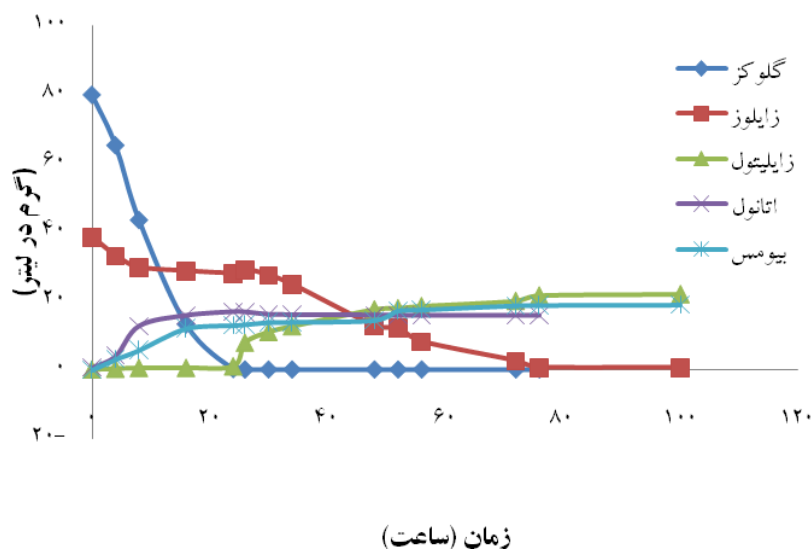 ۱۰۰
۸۰
۶۰
۴۰
۲۰
۰
۲۰–
(گرم در لیتر)
گلوکز
زایلوز
زایلیتول
اتانول
بیومس
۰ ۲۰ ۴۰ ۶۰ ۸۰ ۱۰۰ ۱۲۰
زمان (ساعت)